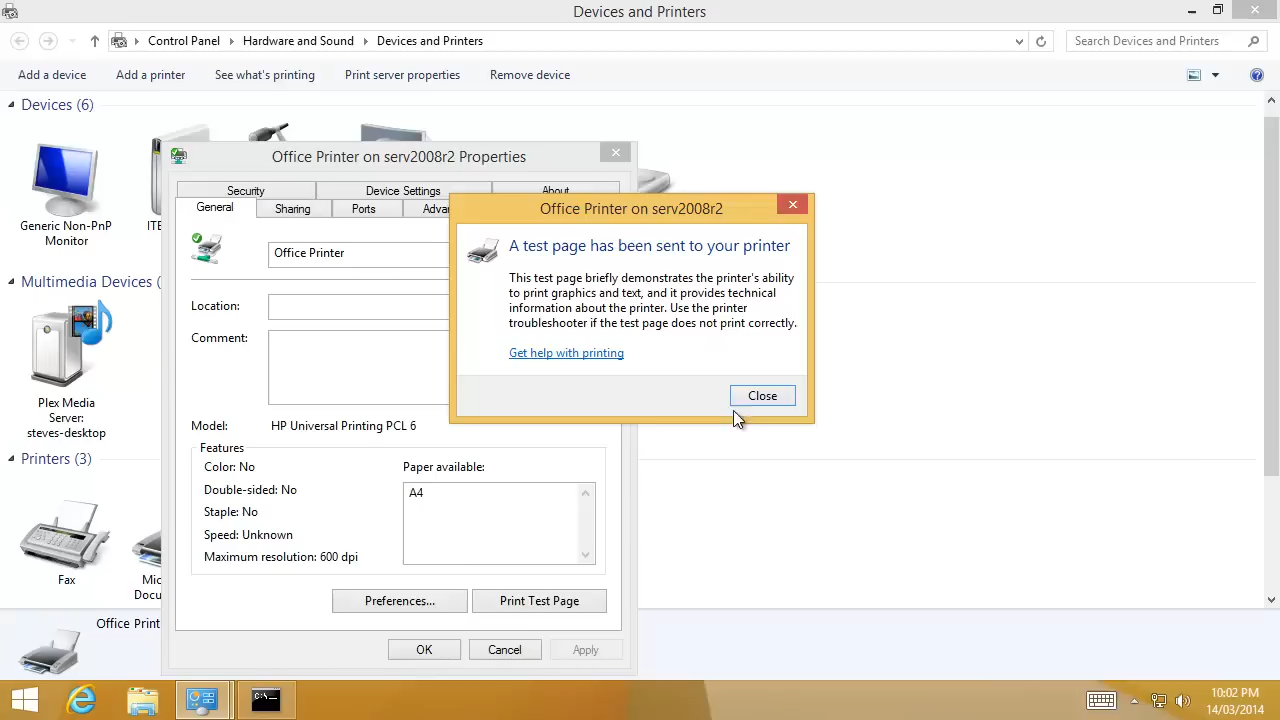 Devices and Printers
Control Panel
Hardware and Sound
Devices and Printers
Search Devices and Printers
Add a device
Add a printer
See what's printing
Print server properties
Remove device
Devices (6)
Generic Non-PnP
Monitor
ITE
Multimedia Devices (
Plex Media
Server:
steves-desktop
Printers (3)
Fax
Mic
Docu
Office Print
Office Printer on serv2008r2 Properties
Security
Device Settings
About
General
Sharing
Ports
Adva
Office Printer
Location:
Comment:
Model:
HP Universal Printing PCL 6
Features
Color: No
Double-sided: No
Staple: No
Speed: Unknown
Maximum resolution: 600 dpi
Paper available:
A4
Preferences...
Print Test Page
OK
Cancel
Apply
Office Printer on serv2008r2
A test page has been sent to your printer
This test page briefly demonstrates the printer's ability
to print graphics and text, and it provides technical
information about the printer. Use the printer
troubleshooter if the test page does not print correctly.
Get help with printing
Close
10:02 PM
14/03/2014